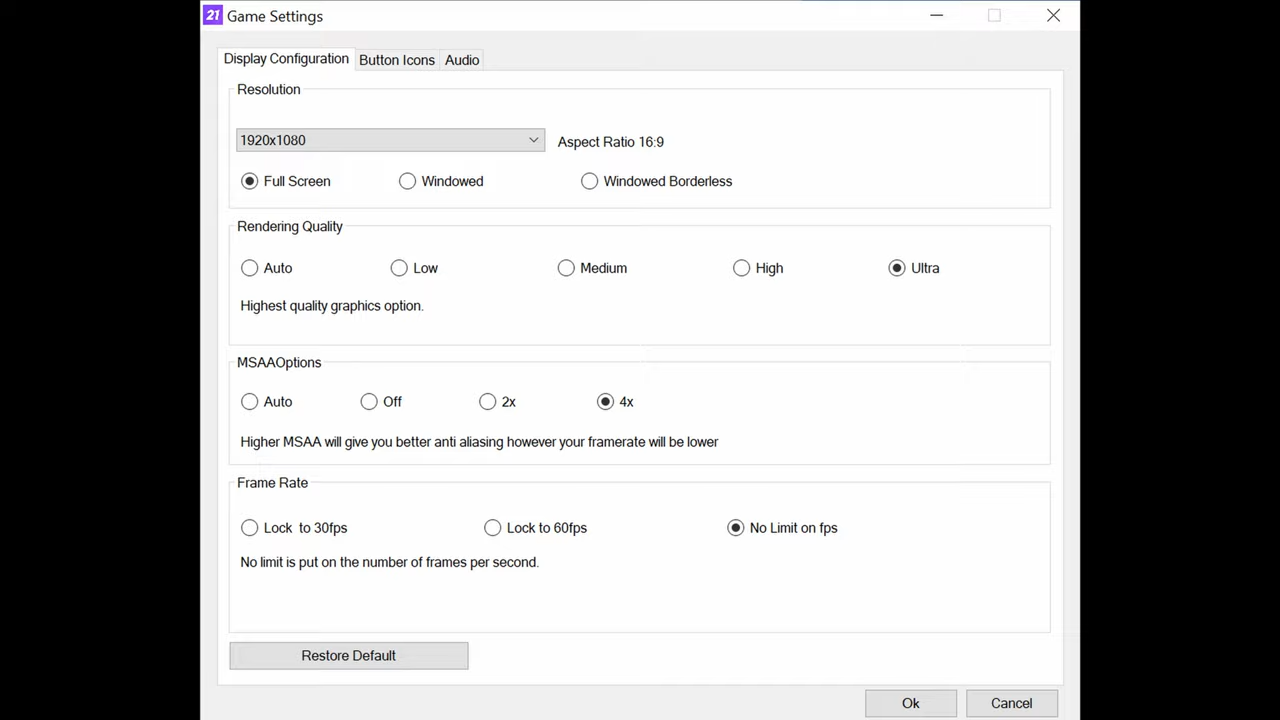 21 Game Settings
Display Configuration Button Icons Audio
Resolution
1920x1080 Aspect Ratio 16:9
Full Screen Windowed Windowed Borderless
Rendering Quality
Auto Low Medium High Ultra
Highest quality graphics option.
MSAAOptions
Auto Off 2x 4x
Higher MSAA will give you better anti aliasing however your framerate will be lower
Frame Rate
Lock to 30fps Lock to 60fps No Limit on fps
No limit is put on the number of frames per second.
Restore Default
Ok Cancel